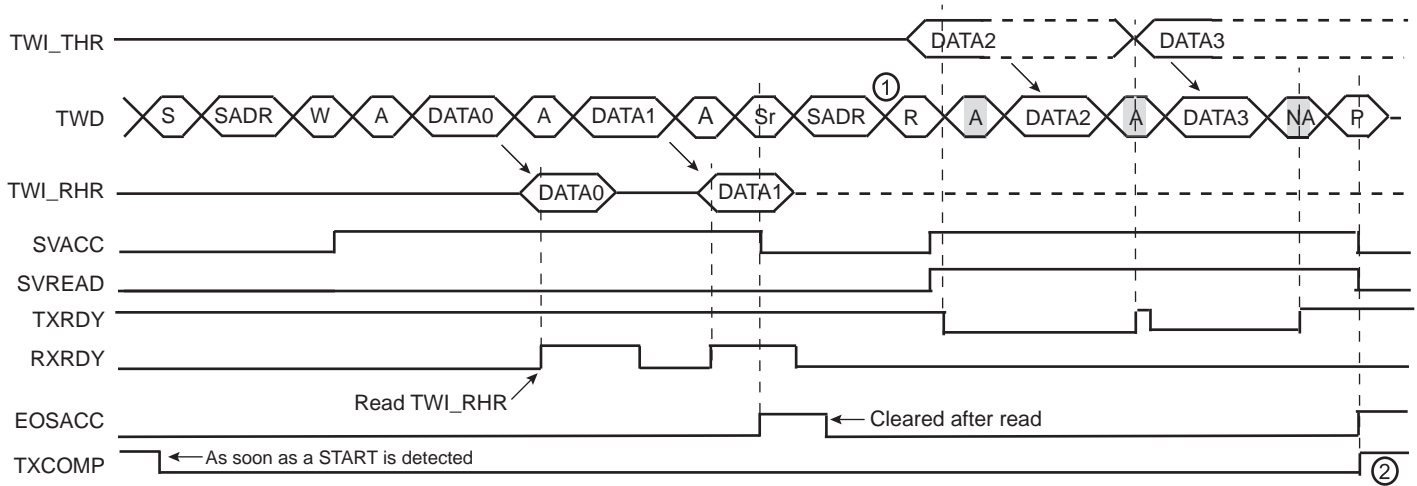 TWI_THR DATA2 DATA3
①
TWD S SADR W A DATA0 A DATA1 A Sr SADR R A DATA2 A DATA3 NA P
TWI_RHR DATA0 DATA1
SVACC
SVREAD
TXRDY
RXRDY
Read TWI_RHR
EOSACC Cleared after read
TXCOMP As soon as a START is detected ②